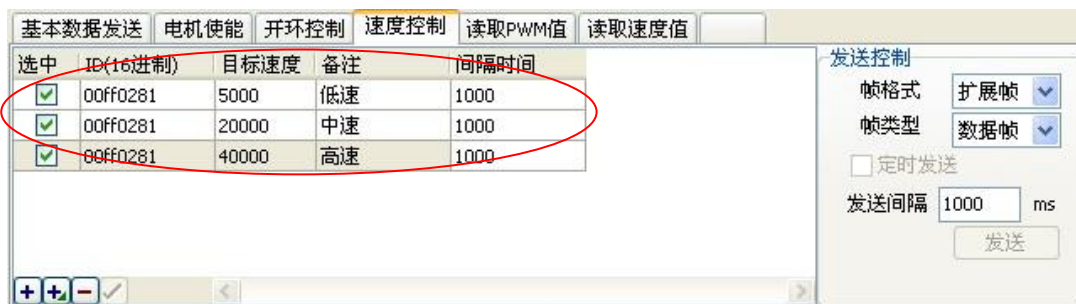 基本数据发送 电机使能 开环控制 速度控制 读取PWM值 读取速度值
选中 ID(16进制) 目标速度 备注 间隔时间
00ff0281 5000 低速 1000
00ff0281 20000 中速 1000
00ff0281 40000 高速 1000
发送控制
帧格式 扩展帧
帧类型 数据帧
定时发送
发送间隔 1000 ms
发送